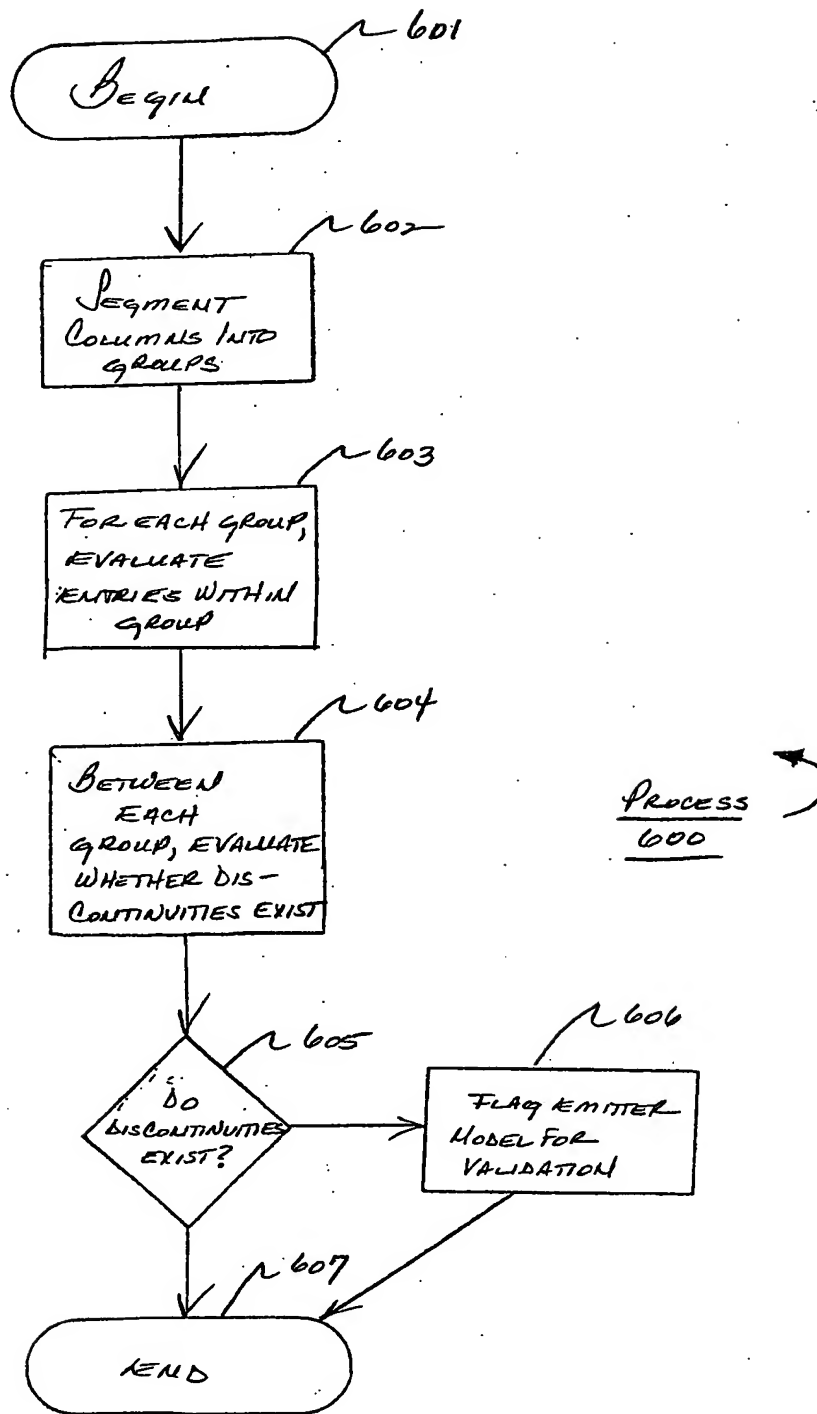 601
BEGIN
602
SEGMENT
COLUMNS INTO
GROUPS
603
FOR EACH GROUP,
EVALUATE
ENTRIES WITHIN
GROUP
604
BETWEEN
EACH
GROUP, EVALUATE
WHETHER DIS-
CONTINUITIES EXIST
PROCESS
600
605
DO
DISCONTINUITIES
EXIST?
606
FLAG EMITTER
MODEL FOR
VALIDATION
607
END